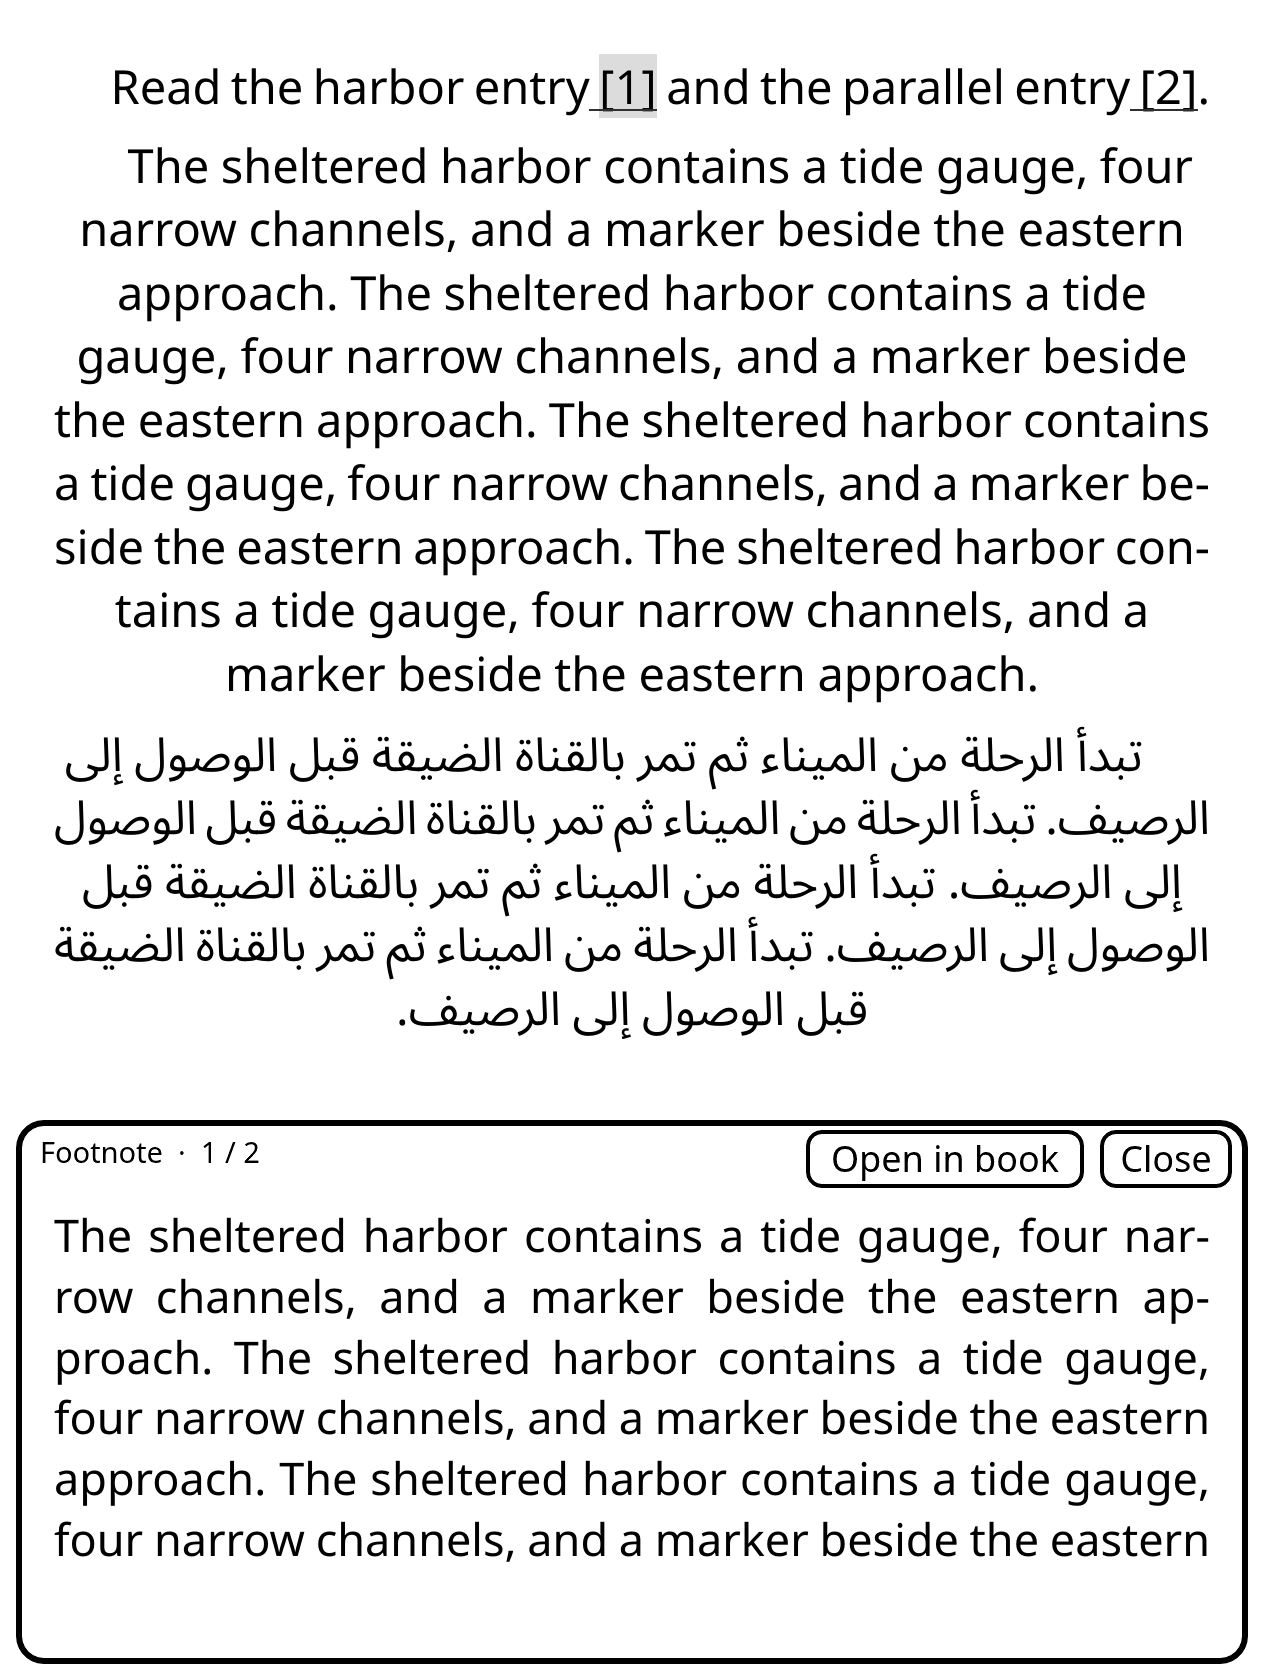 Read the harbor entry [1] and the parallel entry [2].
The sheltered harbor contains a tide gauge, four
narrow channels, and a marker beside the eastern
approach. The sheltered harbor contains a tide
gauge, four narrow channels, and a marker beside
the eastern approach. The sheltered harbor contains
a tide gauge, four narrow channels, and a marker be-
side the eastern approach. The sheltered harbor con-
tains a tide gauge, four narrow channels, and a
marker beside the eastern approach.
تبدأ الرحلة من الميناء ثم تمر بالقناة الضيقة قبل الوصول إلى
الرصيف. تبدأ الرحلة من الميناء ثم تمر بالقناة الضيقة قبل الوصول
إلى الرصيف. تبدأ الرحلة من الميناء ثم تمر بالقناة الضيقة قبل
الوصول إلى الرصيف. تبدأ الرحلة من الميناء ثم تمر بالقناة الضيقة
قبل الوصول إلى الرصيف.
Footnote · 1 / 2
Open in book
Close
The sheltered harbor contains a tide gauge, four nar-
row channels, and a marker beside the eastern ap-
proach. The sheltered harbor contains a tide gauge,
four narrow channels, and a marker beside the eastern
approach. The sheltered harbor contains a tide gauge,
four narrow channels, and a marker beside the eastern